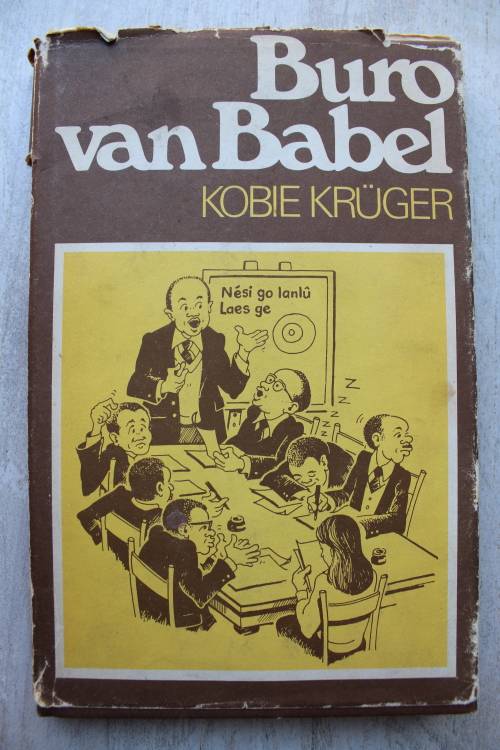 Buro
van Babel
KOBIE KRÜGER
Nési go lanlû
Laes ge
z
z
z
z